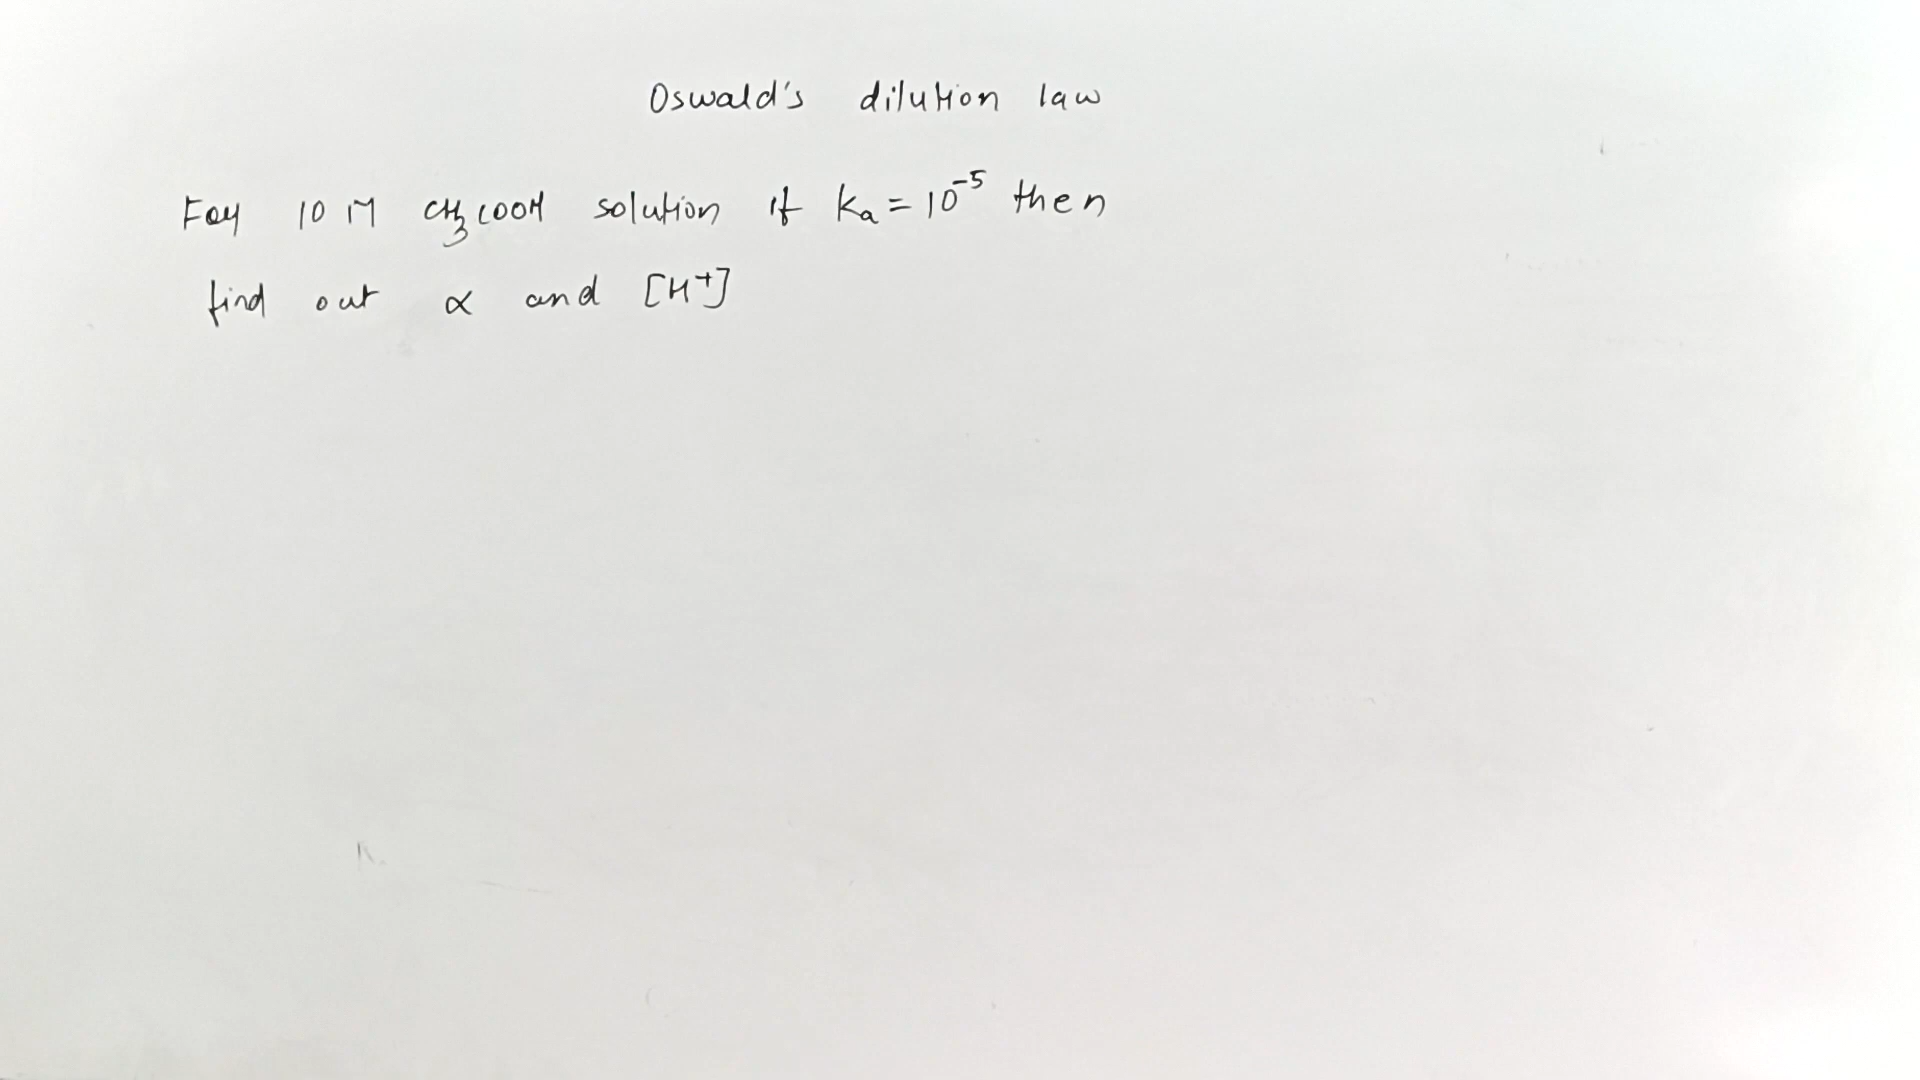 Oswald's dilution law
For 10 M CH₃COOH solution if Ka = 10⁻⁵ then
find out α and [H⁺]